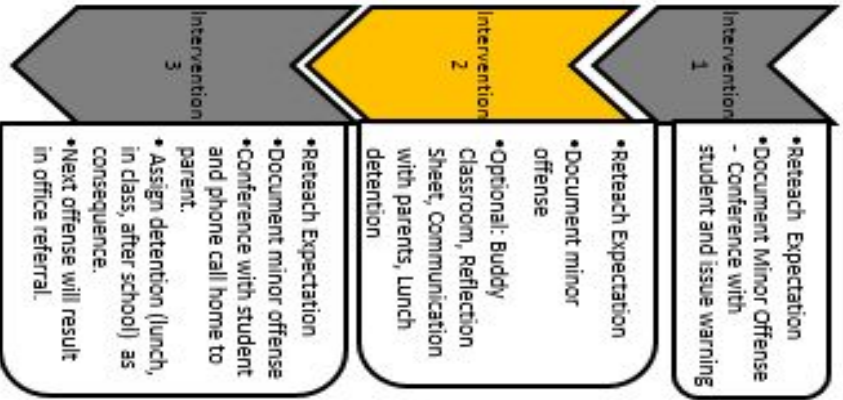 Intervention
1
•Reteach Expectation
•Document Minor Offense
- Conference with
student and issue warning
Intervention
2
•Reteach Expectation
•Document minor
offense
•Optional: Buddy
Classroom, Reflection
Sheet, Communication
with parents, Lunch
detention
Intervention
3
•Reteach Expectation
•Document minor offense
•Conference with student
and phone call home to
parent.
• Assign detention (lunch,
in class, after school) as
consequence.
•Next offense will result
in office referral.